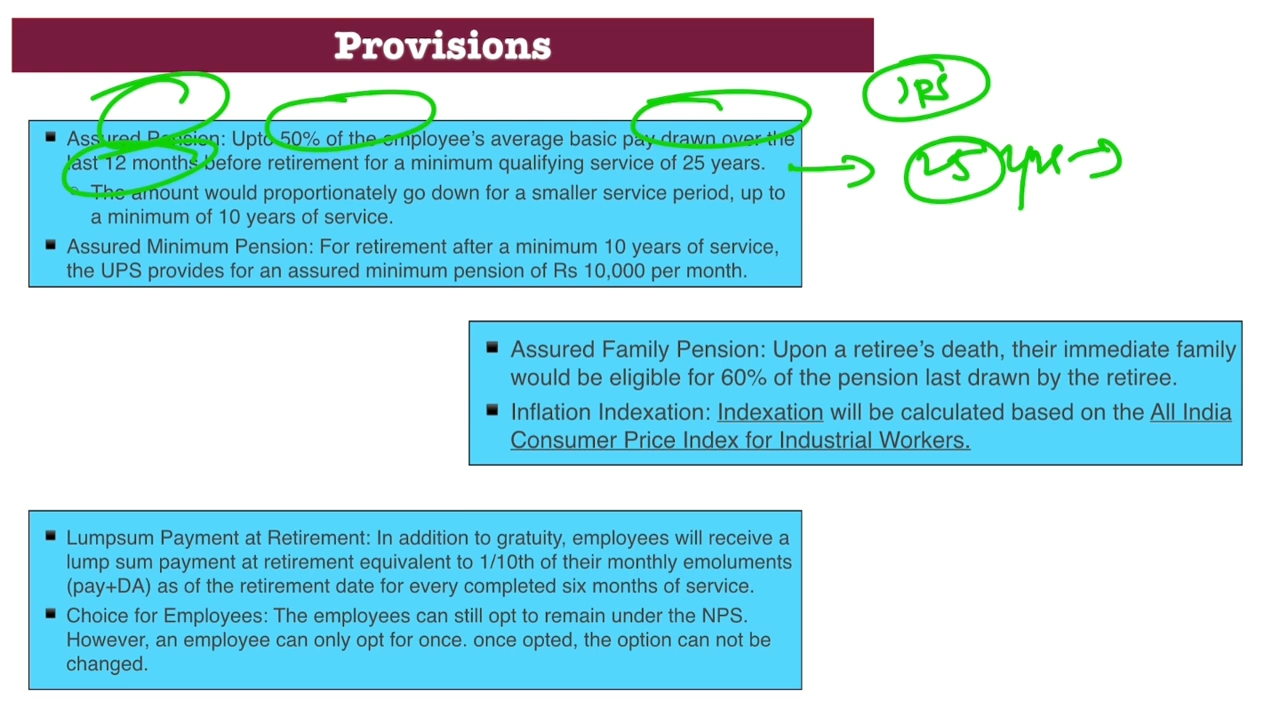 Provisions
Assured Pension: Upto 50% of the employee's average basic pay drawn over the
last 12 months before retirement for a minimum qualifying service of 25 years.
The amount would proportionately go down for a smaller service period, up to
a minimum of 10 years of service.
Assured Minimum Pension: For retirement after a minimum 10 years of service,
the UPS provides for an assured minimum pension of Rs 10,000 per month.
25 yrs
Assured Family Pension: Upon a retiree's death, their immediate family
would be eligible for 60% of the pension last drawn by the retiree.
Inflation Indexation: Indexation will be calculated based on the All India
Consumer Price Index for Industrial Workers.
Lumpsum Payment at Retirement: In addition to gratuity, employees will receive a
lump sum payment at retirement equivalent to 1/10th of their monthly emoluments
(pay+DA) as of the retirement date for every completed six months of service.
Choice for Employees: The employees can still opt to remain under the NPS.
However, an employee can only opt for once. once opted, the option can not be
changed.